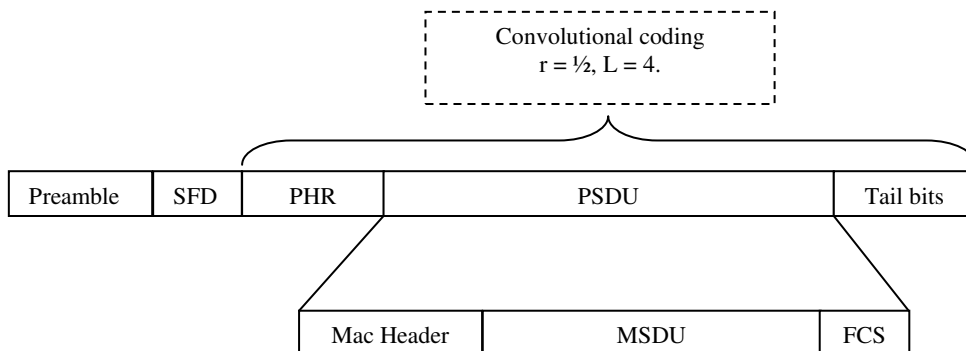 Convolutional coding
r = ½, L = 4.
Preamble SFD PHR PSDU Tail bits
Mac Header MSDU FCS